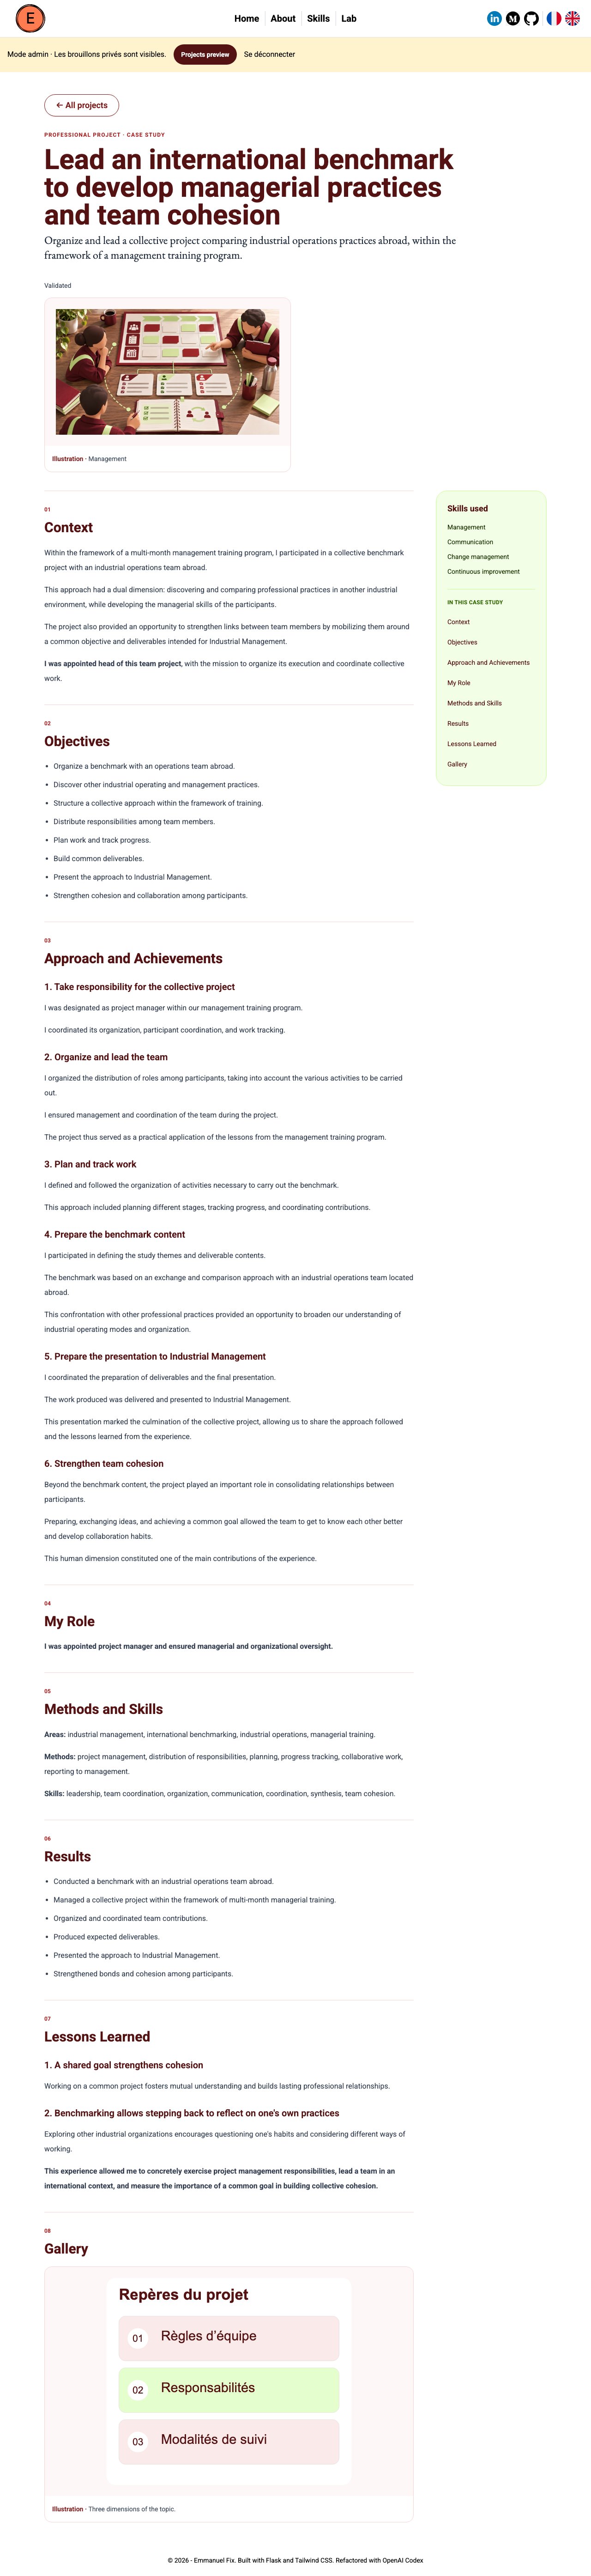 E
Home
About
Skills
Lab
in
M
Mode admin · Les brouillons privés sont visibles.
Projects preview
Se déconnecter
← All projects
PROFESSIONAL PROJECT · CASE STUDY
Lead an international benchmark
to develop managerial practices
and team cohesion
Organize and lead a collective project comparing industrial operations practices abroad, within the
framework of a management training program.
Validated
Illustration · Management
01
Context
Within the framework of a multi-month management training program, I participated in a collective benchmark
project with an industrial operations team abroad.
This approach had a dual dimension: discovering and comparing professional practices in another industrial
environment, while developing the managerial skills of the participants.
The project also provided an opportunity to strengthen links between team members by mobilizing them around
a common objective and deliverables intended for Industrial Management.
I was appointed head of this team project, with the mission to organize its execution and coordinate collective
work.
Skills used
Management
Communication
Change management
Continuous improvement
IN THIS CASE STUDY
Context
Objectives
Approach and Achievements
My Role
Methods and Skills
Results
Lessons Learned
Gallery
02
Objectives
• Organize a benchmark with an operations team abroad.
• Discover other industrial operating and management practices.
• Structure a collective approach within the framework of training.
• Distribute responsibilities among team members.
• Plan work and track progress.
• Build common deliverables.
• Present the approach to Industrial Management.
• Strengthen cohesion and collaboration among participants.
03
Approach and Achievements
1. Take responsibility for the collective project
I was designated as project manager within our management training program.
I coordinated its organization, participant coordination, and work tracking.
2. Organize and lead the team
I organized the distribution of roles among participants, taking into account the various activities to be carried
out.
I ensured management and coordination of the team during the project.
The project thus served as a practical application of the lessons from the management training program.
3. Plan and track work
I defined and followed the organization of activities necessary to carry out the benchmark.
This approach included planning different stages, tracking progress, and coordinating contributions.
4. Prepare the benchmark content
I participated in defining the study themes and deliverable contents.
The benchmark was based on an exchange and comparison approach with an industrial operations team located
abroad.
This confrontation with other professional practices provided an opportunity to broaden our understanding of
industrial operating modes and organization.
5. Prepare the presentation to Industrial Management
I coordinated the preparation of deliverables and the final presentation.
The work produced was delivered and presented to Industrial Management.
This presentation marked the culmination of the collective project, allowing us to share the approach followed
and the lessons learned from the experience.
6. Strengthen team cohesion
Beyond the benchmark content, the project played an important role in consolidating relationships between
participants.
Preparing, exchanging ideas, and achieving a common goal allowed the team to get to know each other better
and develop collaboration habits.
This human dimension constituted one of the main contributions of the experience.
04
My Role
I was appointed project manager and ensured managerial and organizational oversight.
05
Methods and Skills
Areas: industrial management, international benchmarking, industrial operations, managerial training.
Methods: project management, distribution of responsibilities, planning, progress tracking, collaborative work,
reporting to management.
Skills: leadership, team coordination, organization, communication, coordination, synthesis, team cohesion.
06
Results
• Conducted a benchmark with an industrial operations team abroad.
• Managed a collective project within the framework of multi-month managerial training.
• Organized and coordinated team contributions.
• Produced expected deliverables.
• Presented the approach to Industrial Management.
• Strengthened bonds and cohesion among participants.
07
Lessons Learned
1. A shared goal strengthens cohesion
Working on a common project fosters mutual understanding and builds lasting professional relationships.
2. Benchmarking allows stepping back to reflect on one's own practices
Exploring other industrial organizations encourages questioning one's habits and considering different ways of
working.
This experience allowed me to concretely exercise project management responsibilities, lead a team in an
international context, and measure the importance of a common goal in building collective cohesion.
08
Gallery
Repères du projet
01 Règles d’équipe
02 Responsabilités
03 Modalités de suivi
Illustration · Three dimensions of the topic.
© 2026 - Emmanuel Fix. Built with Flask and Tailwind CSS. Refactored with OpenAI Codex